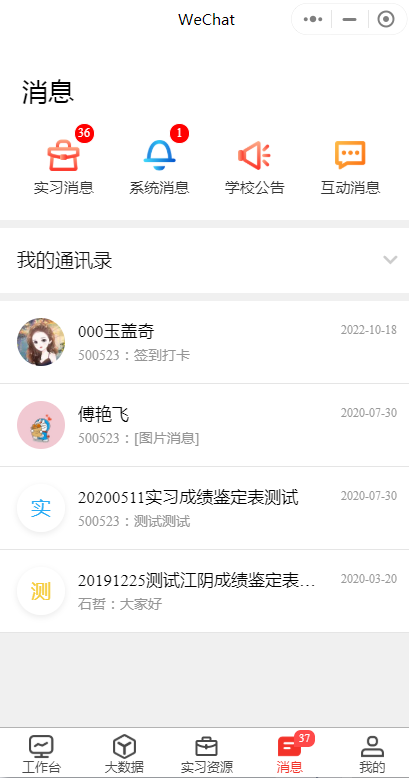 WeChat
消息
36
1
实习消息
系统消息
学校公告
互动消息
我的通讯录
000玉盖奇
2022-10-18
500523：签到打卡
傅艳飞
2020-07-30
500523：[图片消息]
实
20200511实习成绩鉴定表测试
2020-07-30
500523：测试测试
测
20191225测试江阴成绩鉴定表…
2020-03-20
石哲：大家好
37
工作台
大数据
实习资源
消息
我的